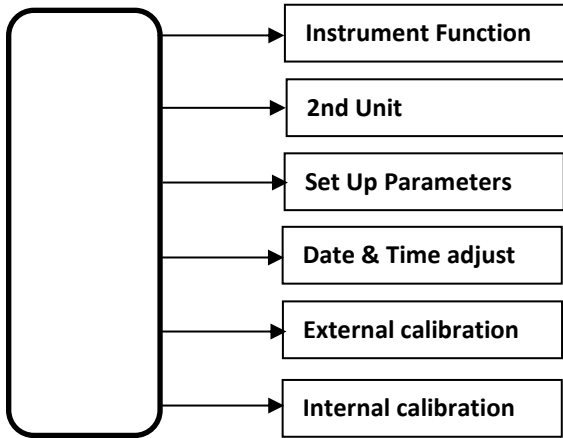 Instrument Function
2nd Unit
Set Up Parameters
Date & Time adjust
External calibration
Internal calibration